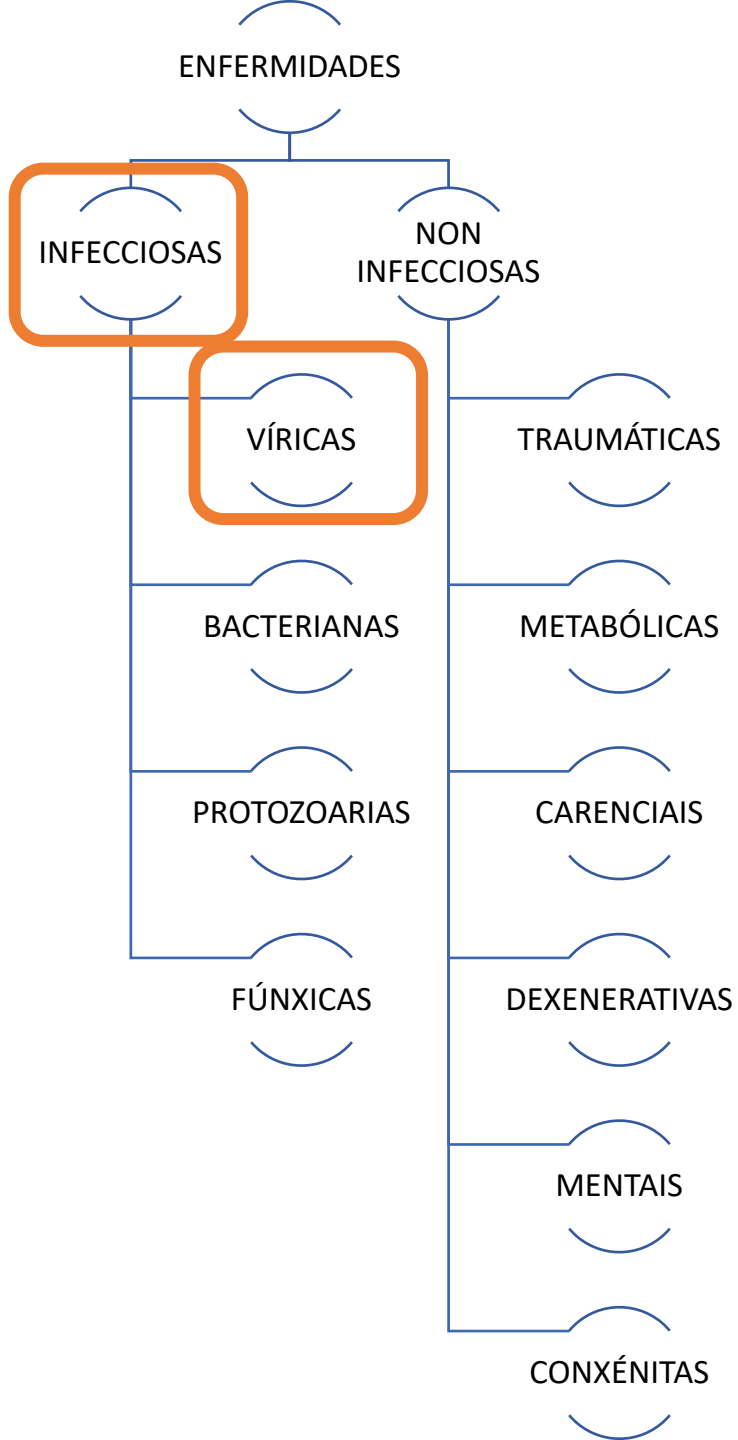 ENFERMIDADES
INFECCIOSAS
NON
INFECCIOSAS
VÍRICAS
TRAUMÁTICAS
BACTERIANAS
METABÓLICAS
PROTOZOARIAS
CARENCIAIS
FÚNXICAS
DEXENERATIVAS
MENTAIS
CONXÉNITAS